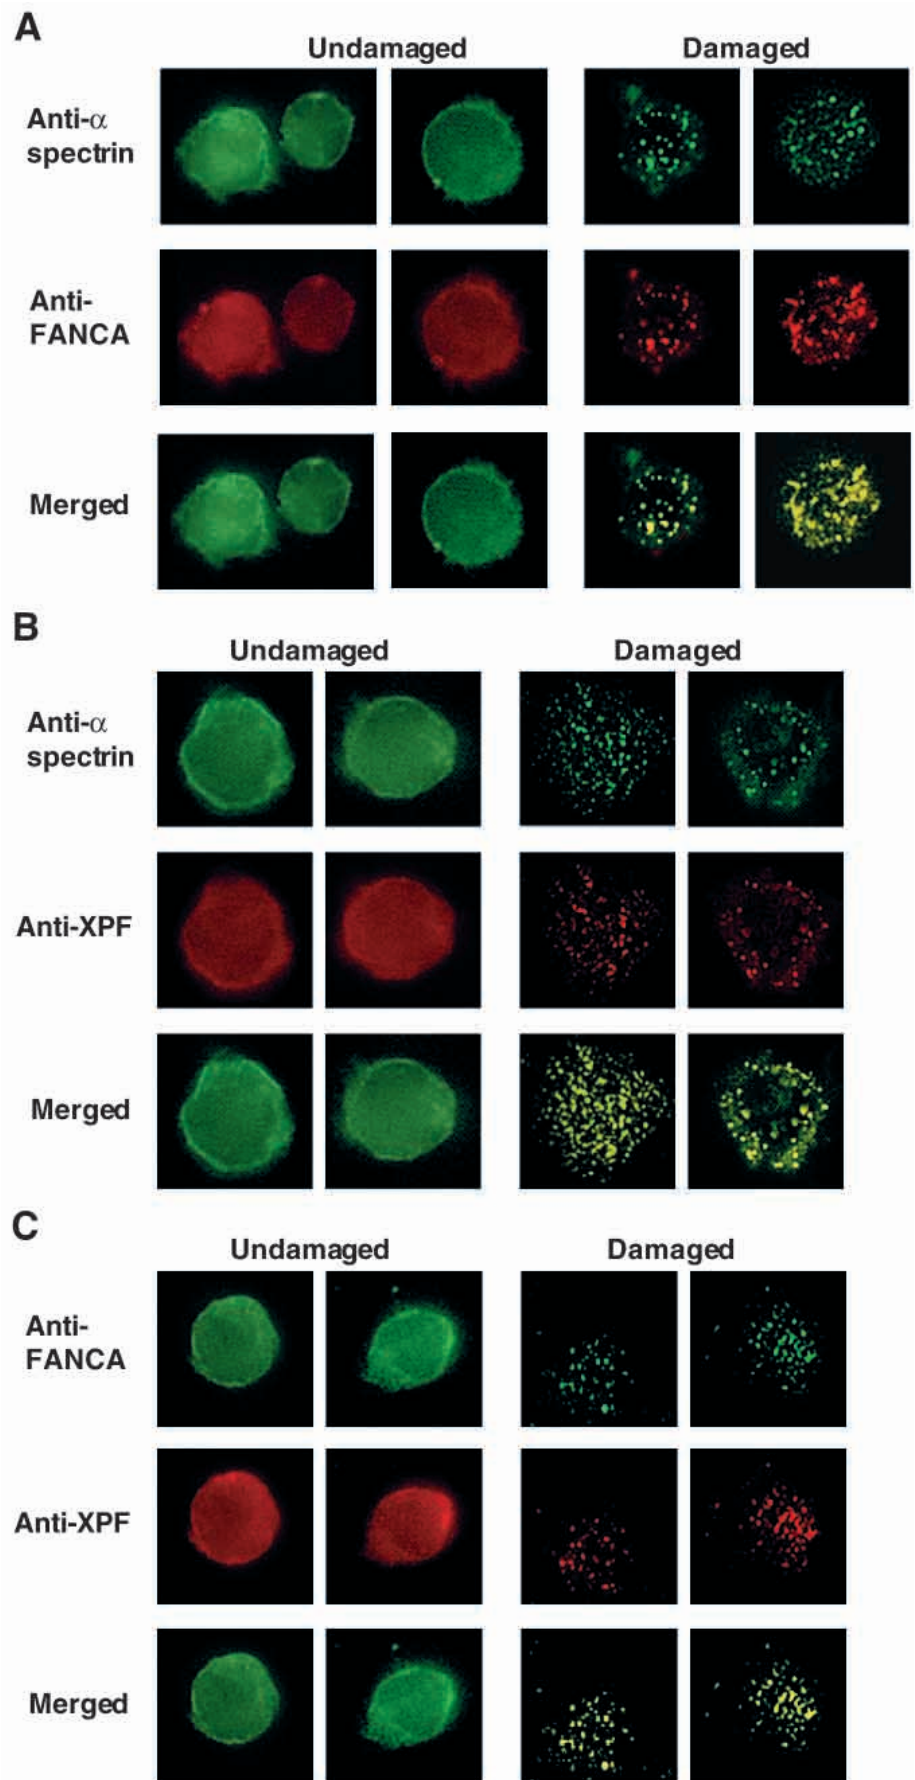 A
Undamaged Damaged
Anti-α
spectrin
Anti-
FANCA
Merged
B
Undamaged Damaged
Anti-α
spectrin
Anti-XPF
Merged
C
Undamaged Damaged
Anti-
FANCA
Anti-XPF
Merged